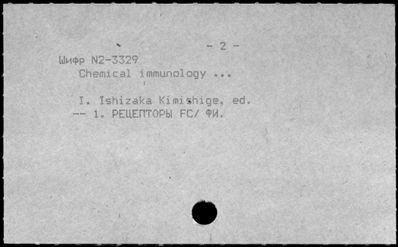 - 2 -
Шифр N2-3329
Chemical immunology ...
I. Ishizaka Kimishige, ed.
-- 1. РЕЦЕПТОРЫ FC/ ФИ.